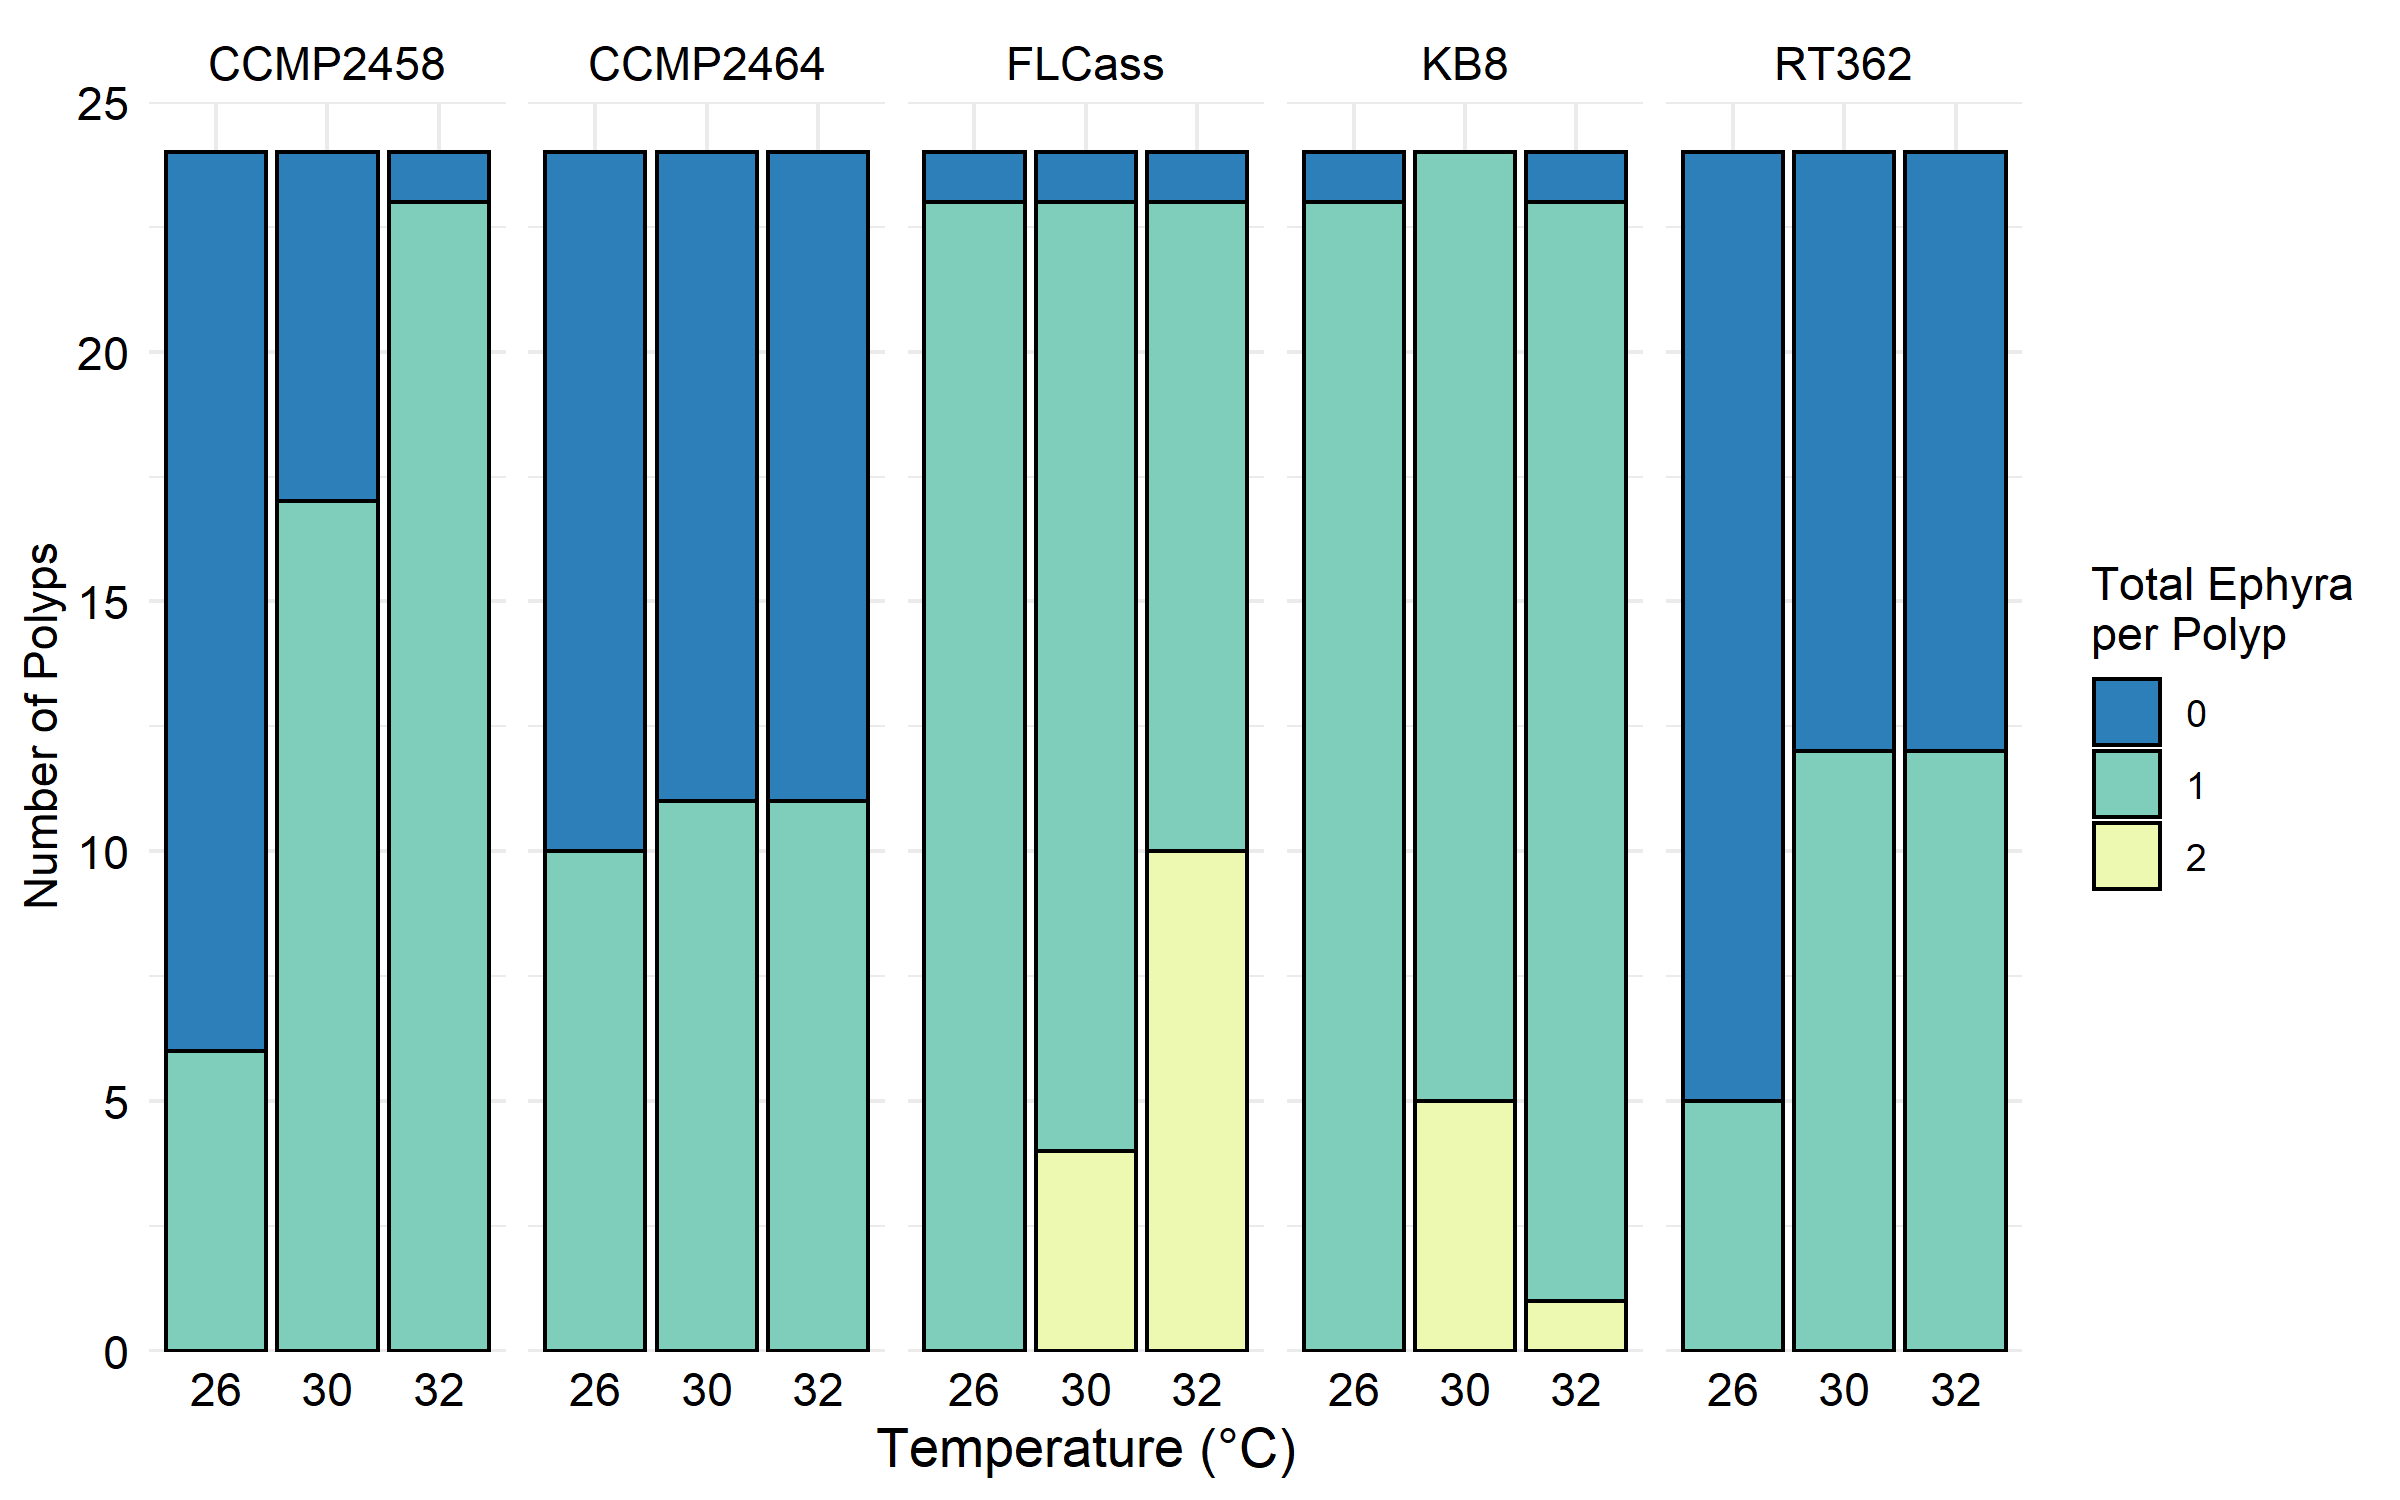 CCMP2458 CCMP2464 FLCass KB8 RT362
25
20
15
10
5
0
Number of Polyps
26 30 32 26 30 32 26 30 32 26 30 32 26 30 32
Temperature (°C)
Total Ephyra
per Polyp
0
1
2